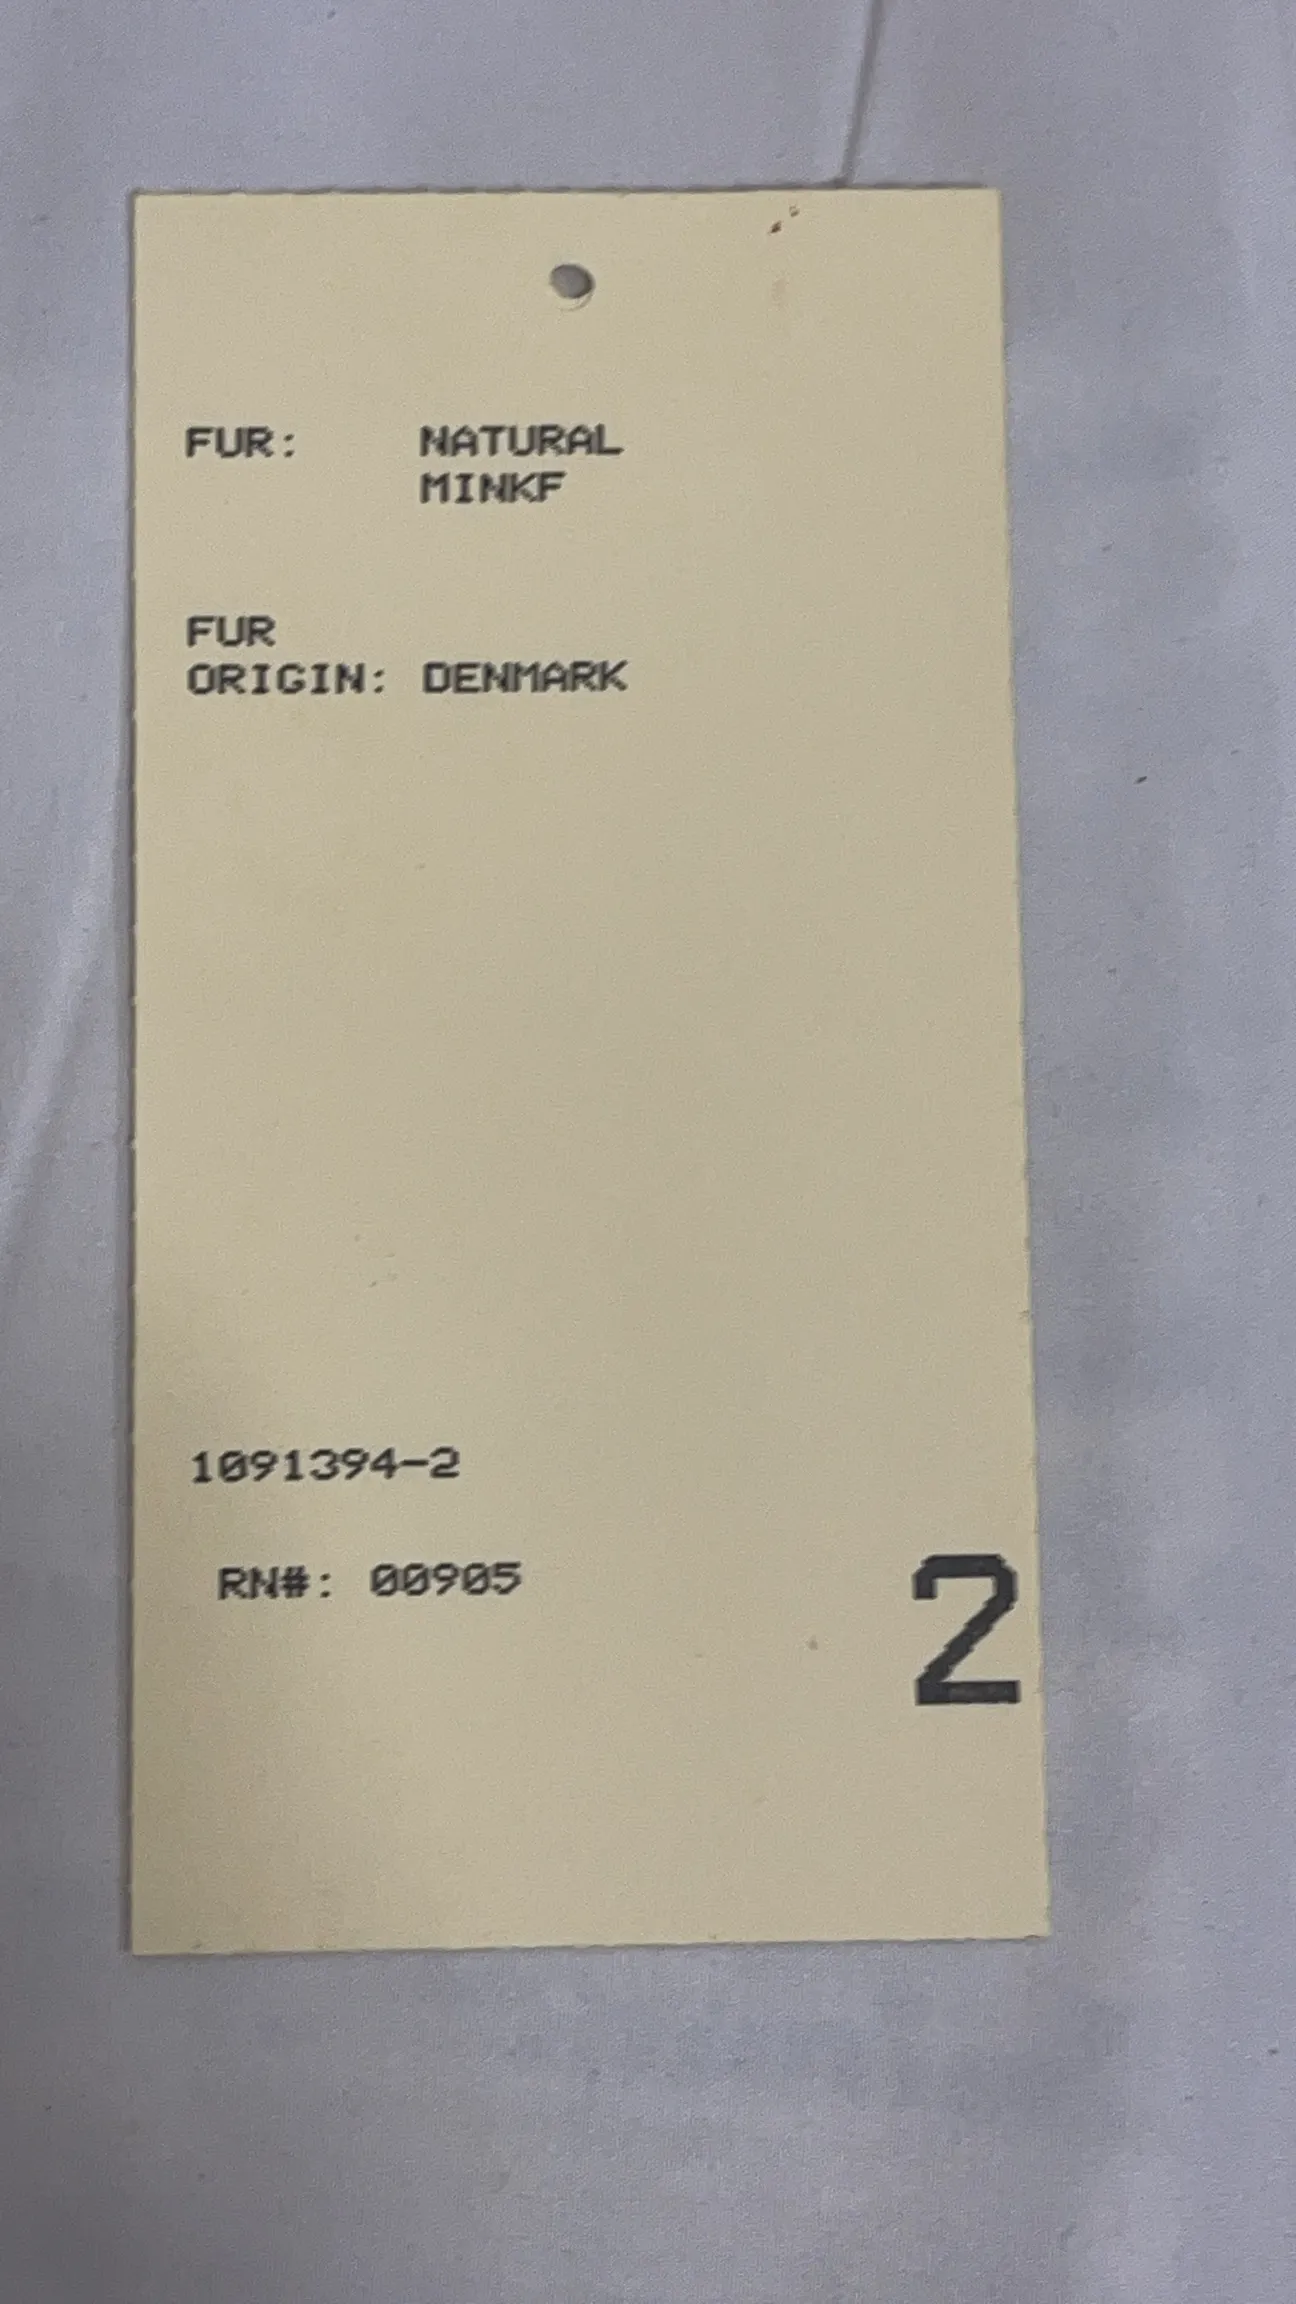 FUR: NATURAL
MINKF
FUR
ORIGIN: DENMARK
1091394-2
RN#: 00905
2